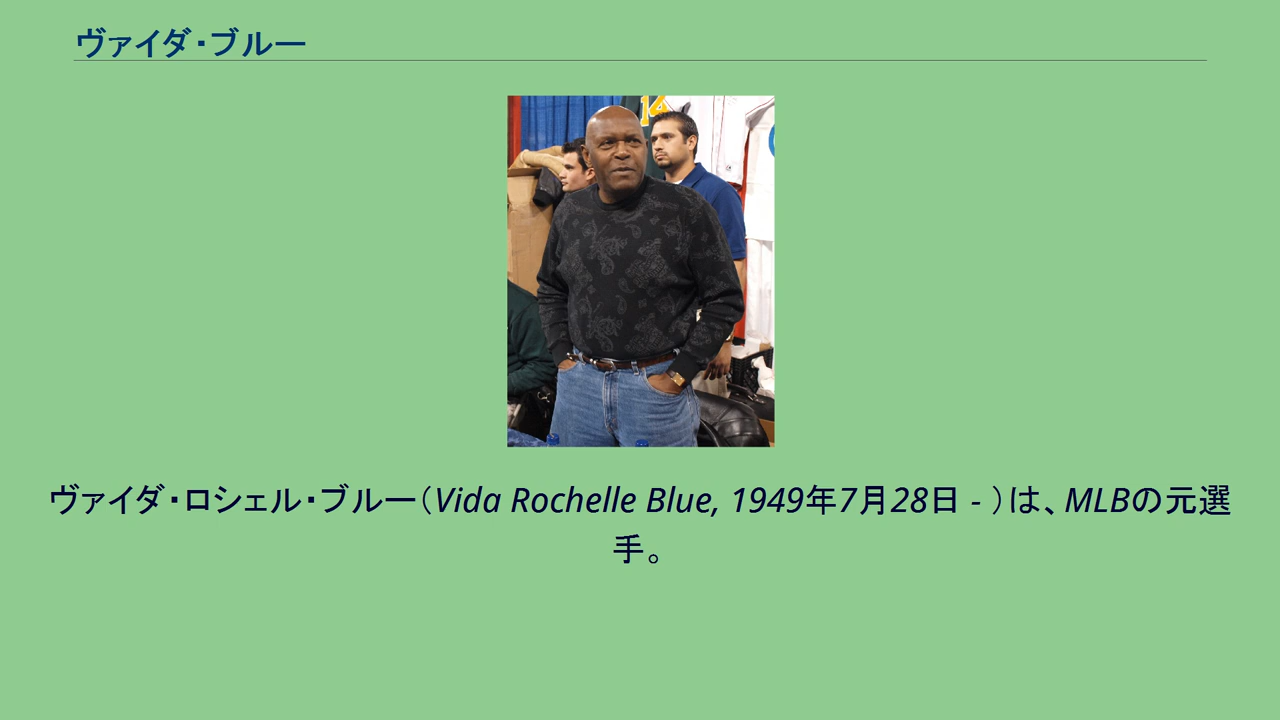 ヴァイダ・ブルー
14
ヴァイダ・ロシェル・ブルー（Vida Rochelle Blue, 1949年7月28日 - ）は、MLBの元選
手。